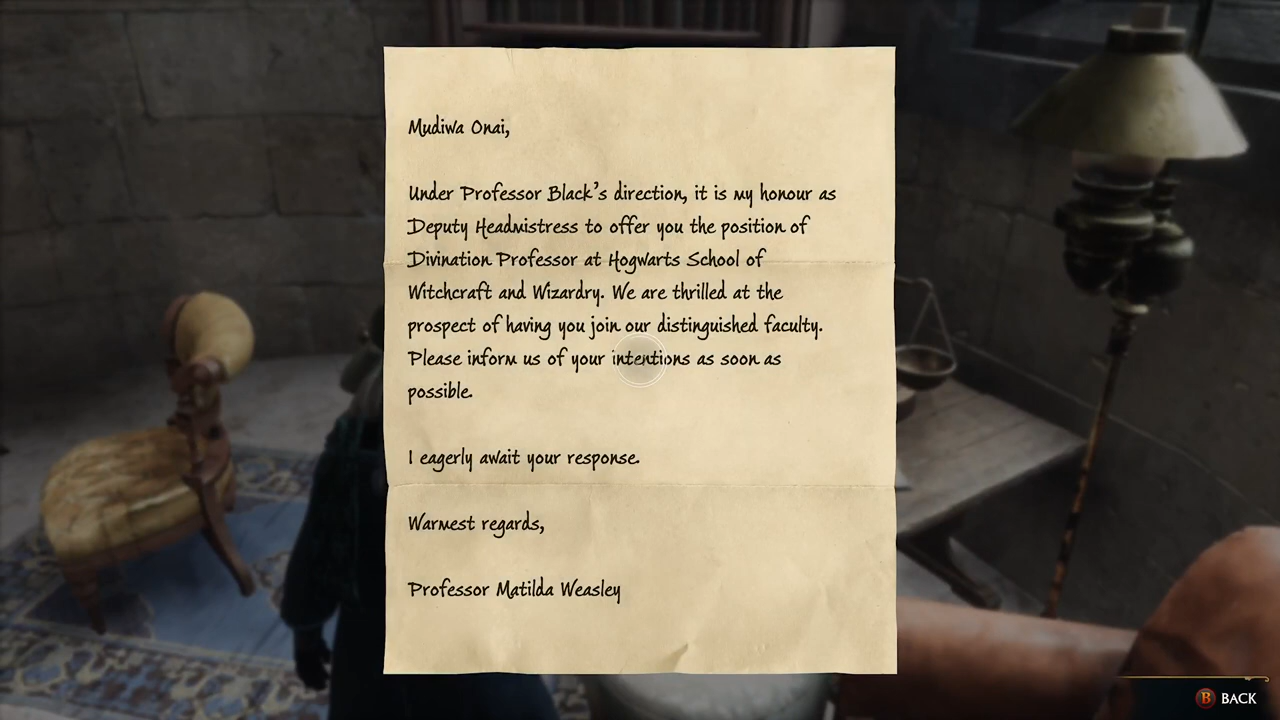 Mudiwa Onai,
Under Professor Black's direction, it is my honour as
Deputy Headmistress to offer you the position of
Divination Professor at Hogwarts School of
Witchcraft and Wizardry. We are thrilled at the
prospect of having you join our distinguished faculty.
Please inform us of your intentions as soon as
possible.
I eagerly await your response.
Warmest regards,
Professor Matilda Weasley
B BACK